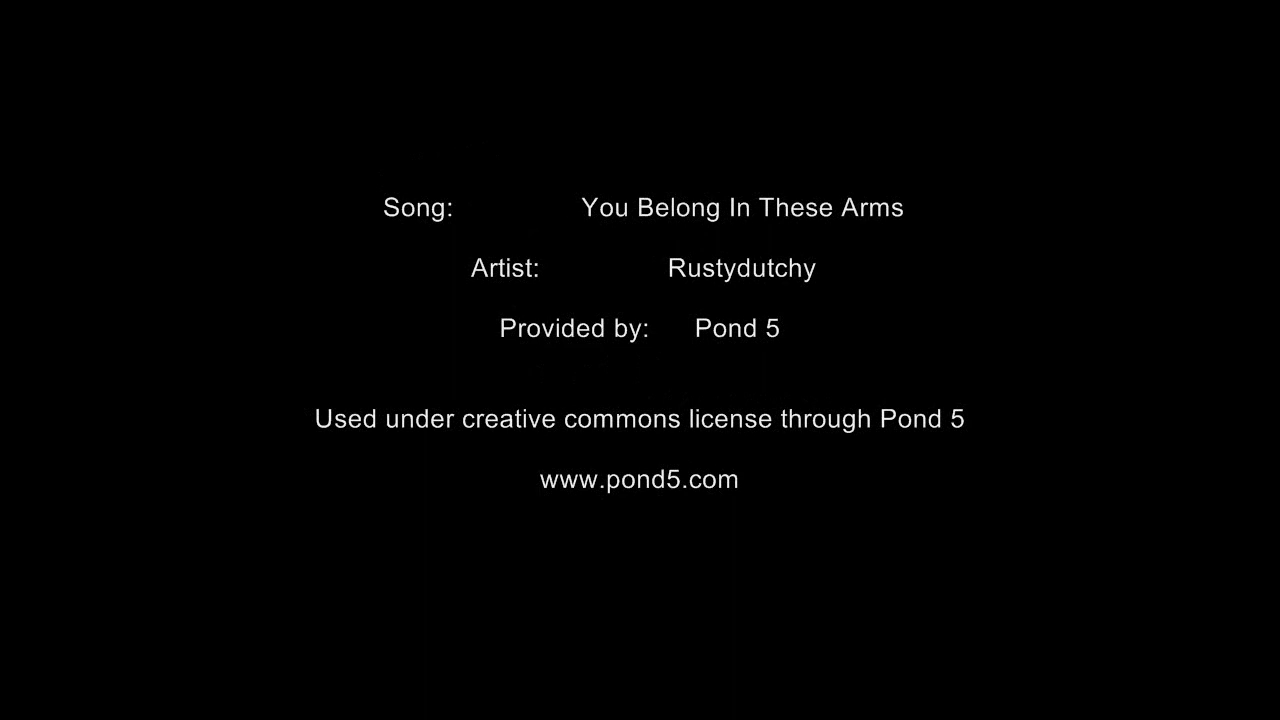 Song: You Belong In These Arms
Artist: Rustydutchy
Provided by: Pond 5
Used under creative commons license through Pond 5
www.pond5.com